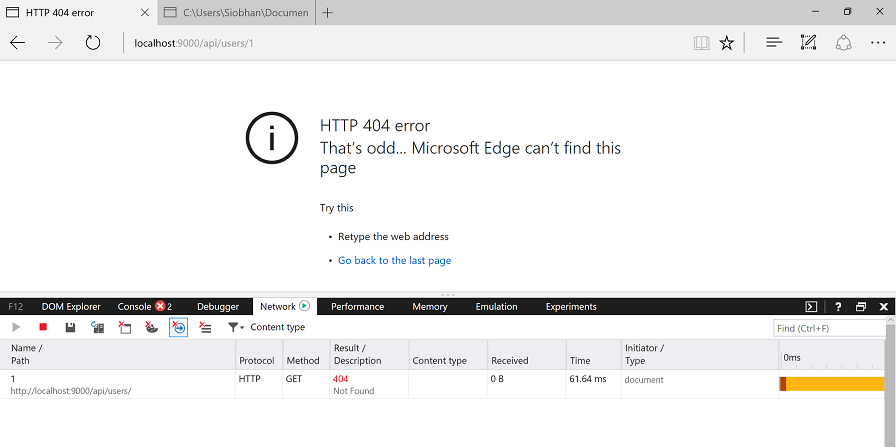 HTTP 404 error
C:\Users\Siobhan\Documen
localhost:9000/api/users/1
HTTP 404 error
That's odd... Microsoft Edge can't find this
page
Try this
• Retype the web address
• Go back to the last page
F12 DOM Explorer Console 2 Debugger Network Performance Memory Emulation Experiments ?
Content type Find (Ctrl+F)
Name / Result / Initiator /
Path Protocol Method Description Content type Received Time Type 0ms
1 HTTP GET 404 0 B 61.64 ms document
http://localhost:9000/api/users/ Not Found